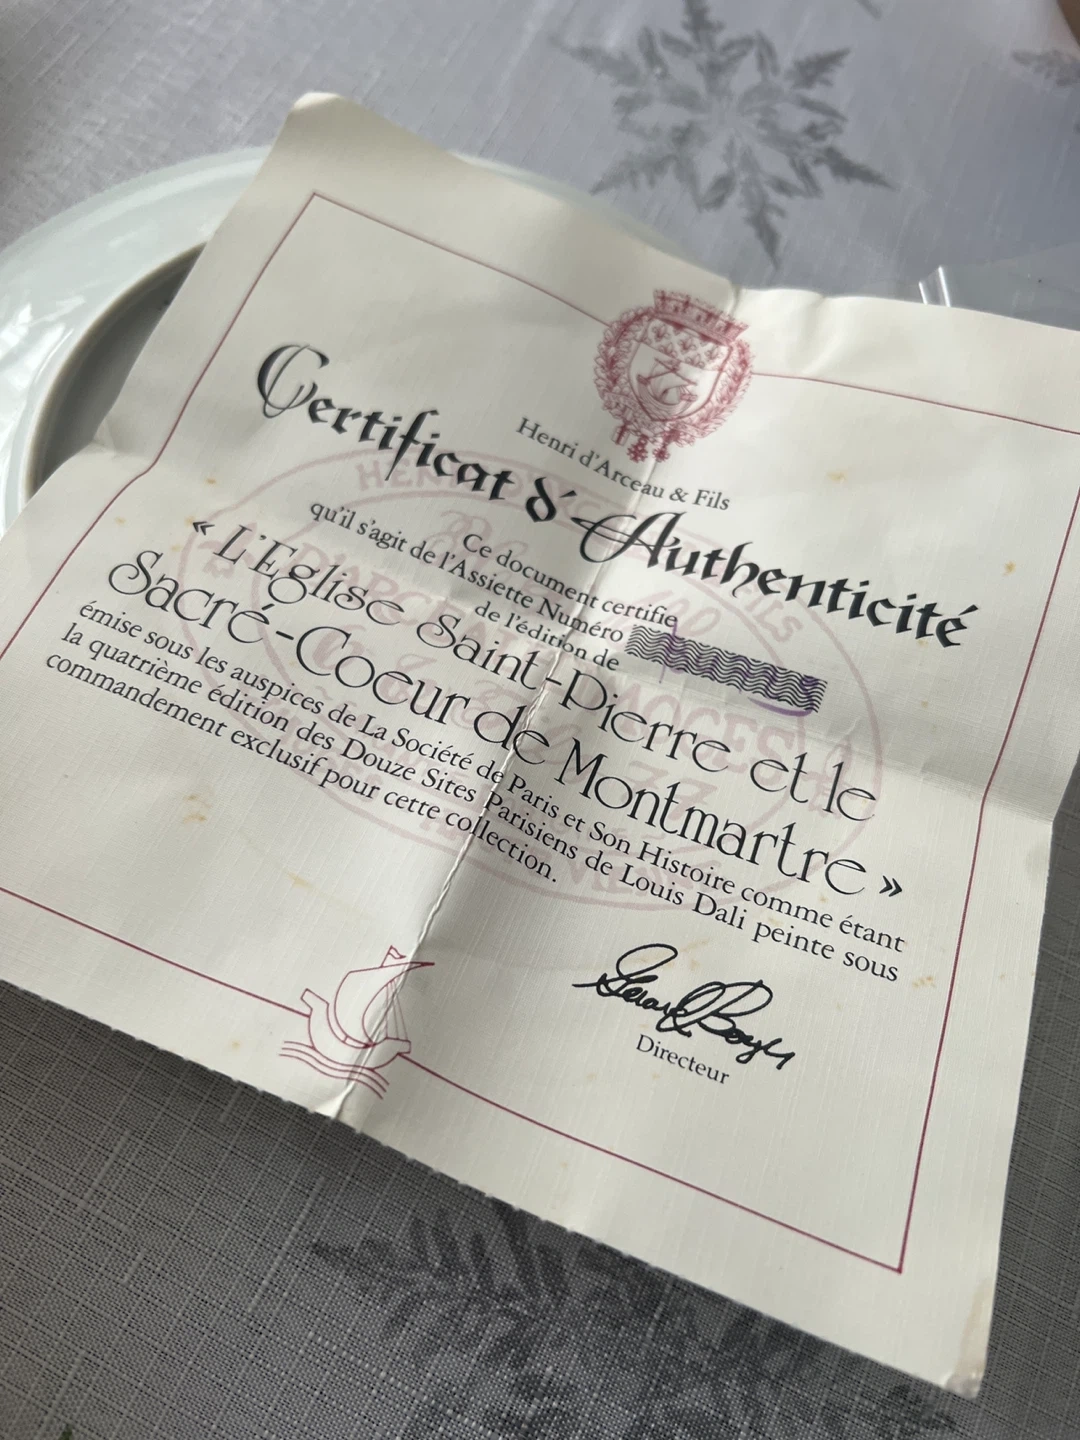 Henri d'Arceau & Fils
Certificat d'Authenticité
Ce document certifie
qu'il s'agit de l'Assiette Numéro
de l'édition de
« L'Eglise Saint-Pierre et le
Sacré-Coeur de Montmartre »
émise sous les auspices de La Société de Paris et Son Histoire comme étant
la quatrième édition des Douze Sites Parisiens de Louis Dali peinte sous
commandement exclusif pour cette collection.
Directeur